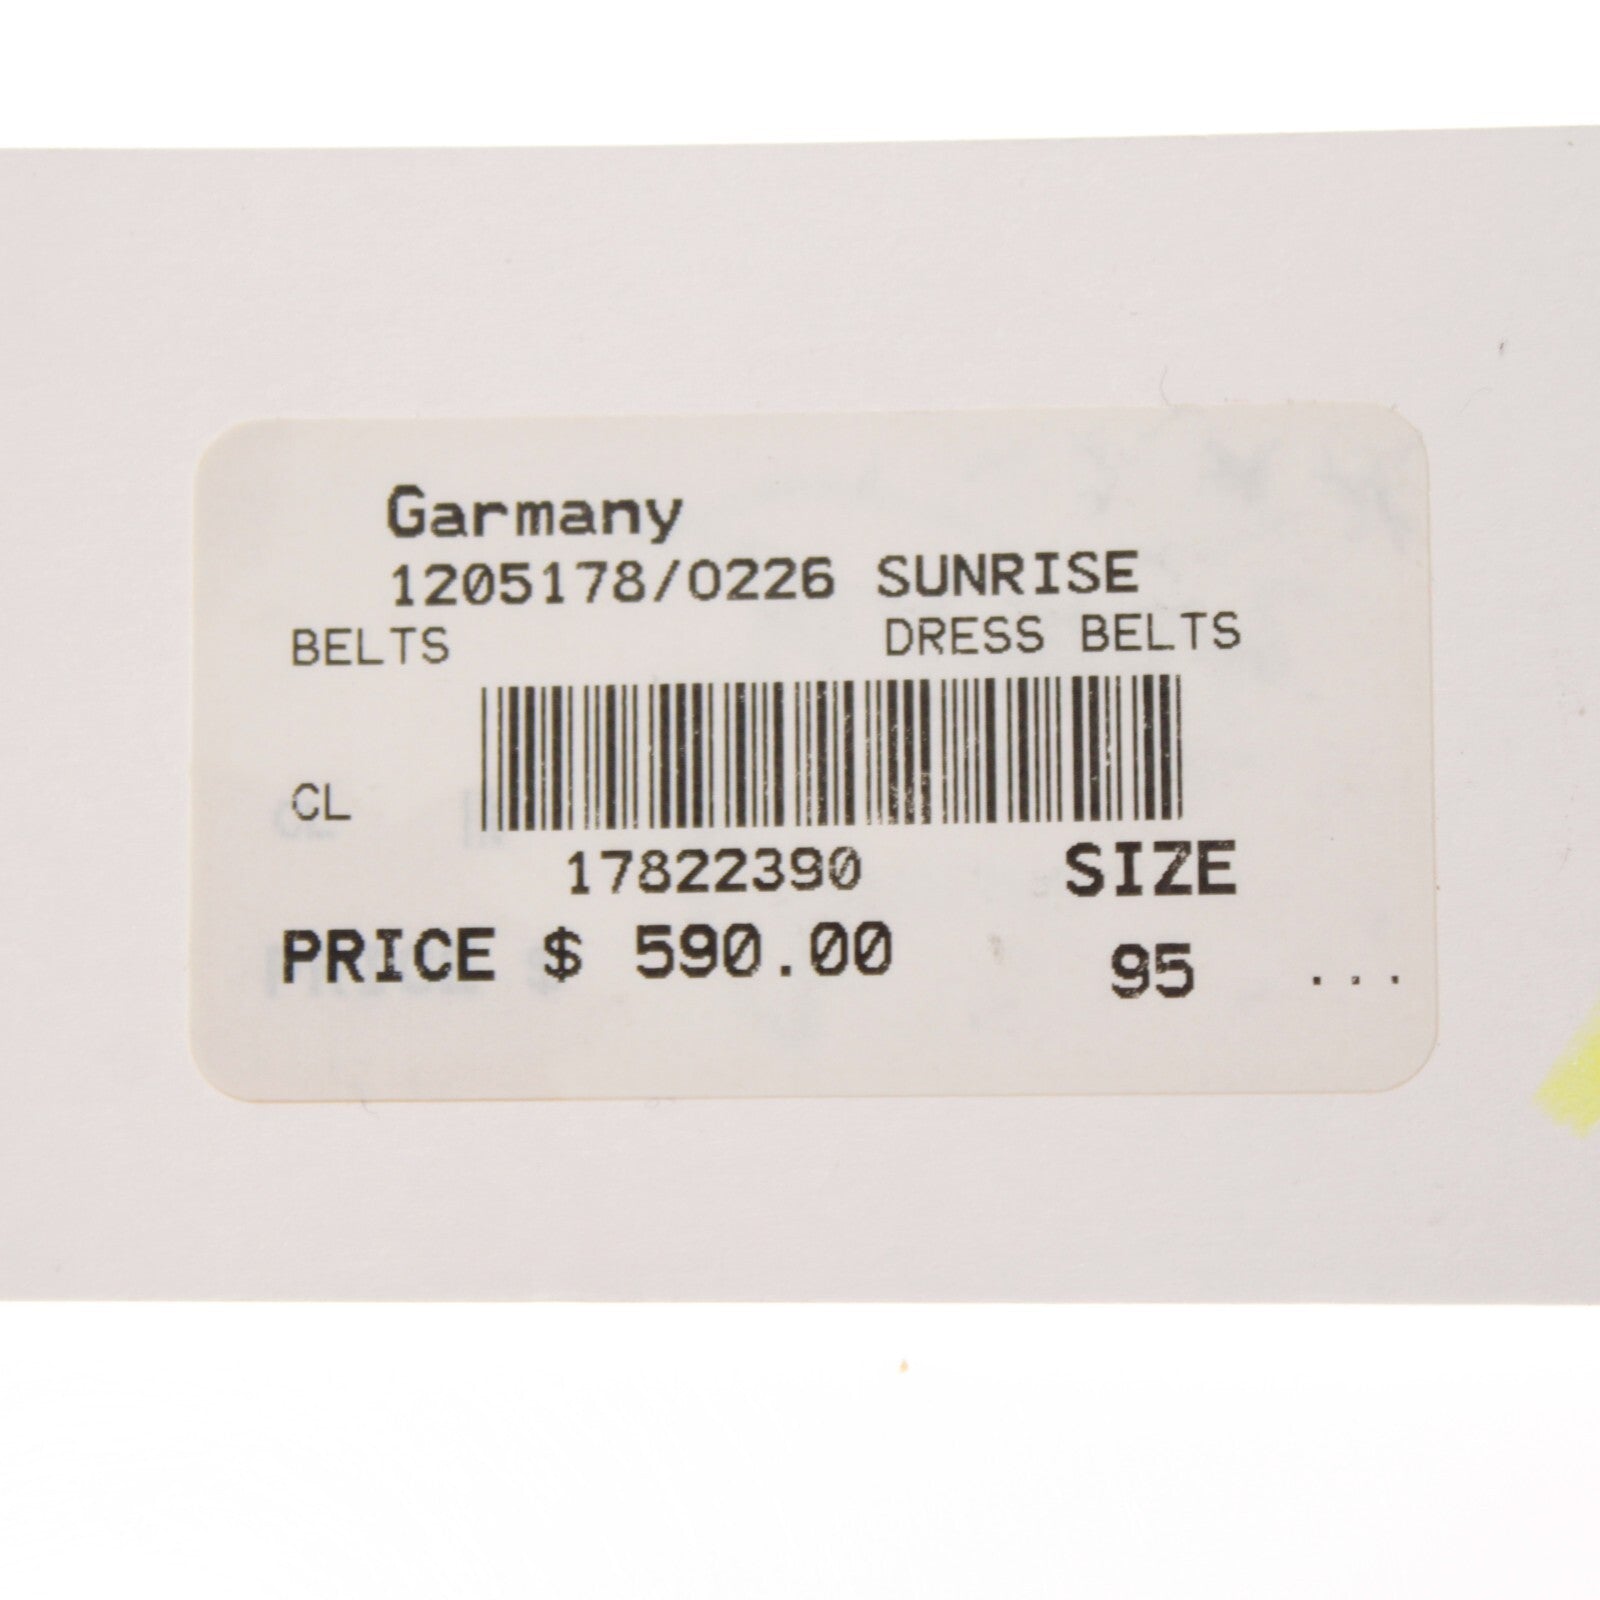 Garmany
1205178/0226 SUNRISE
BELTS DRESS BELTS
CL
17822390 SIZE
PRICE $ 590.00 95 ...